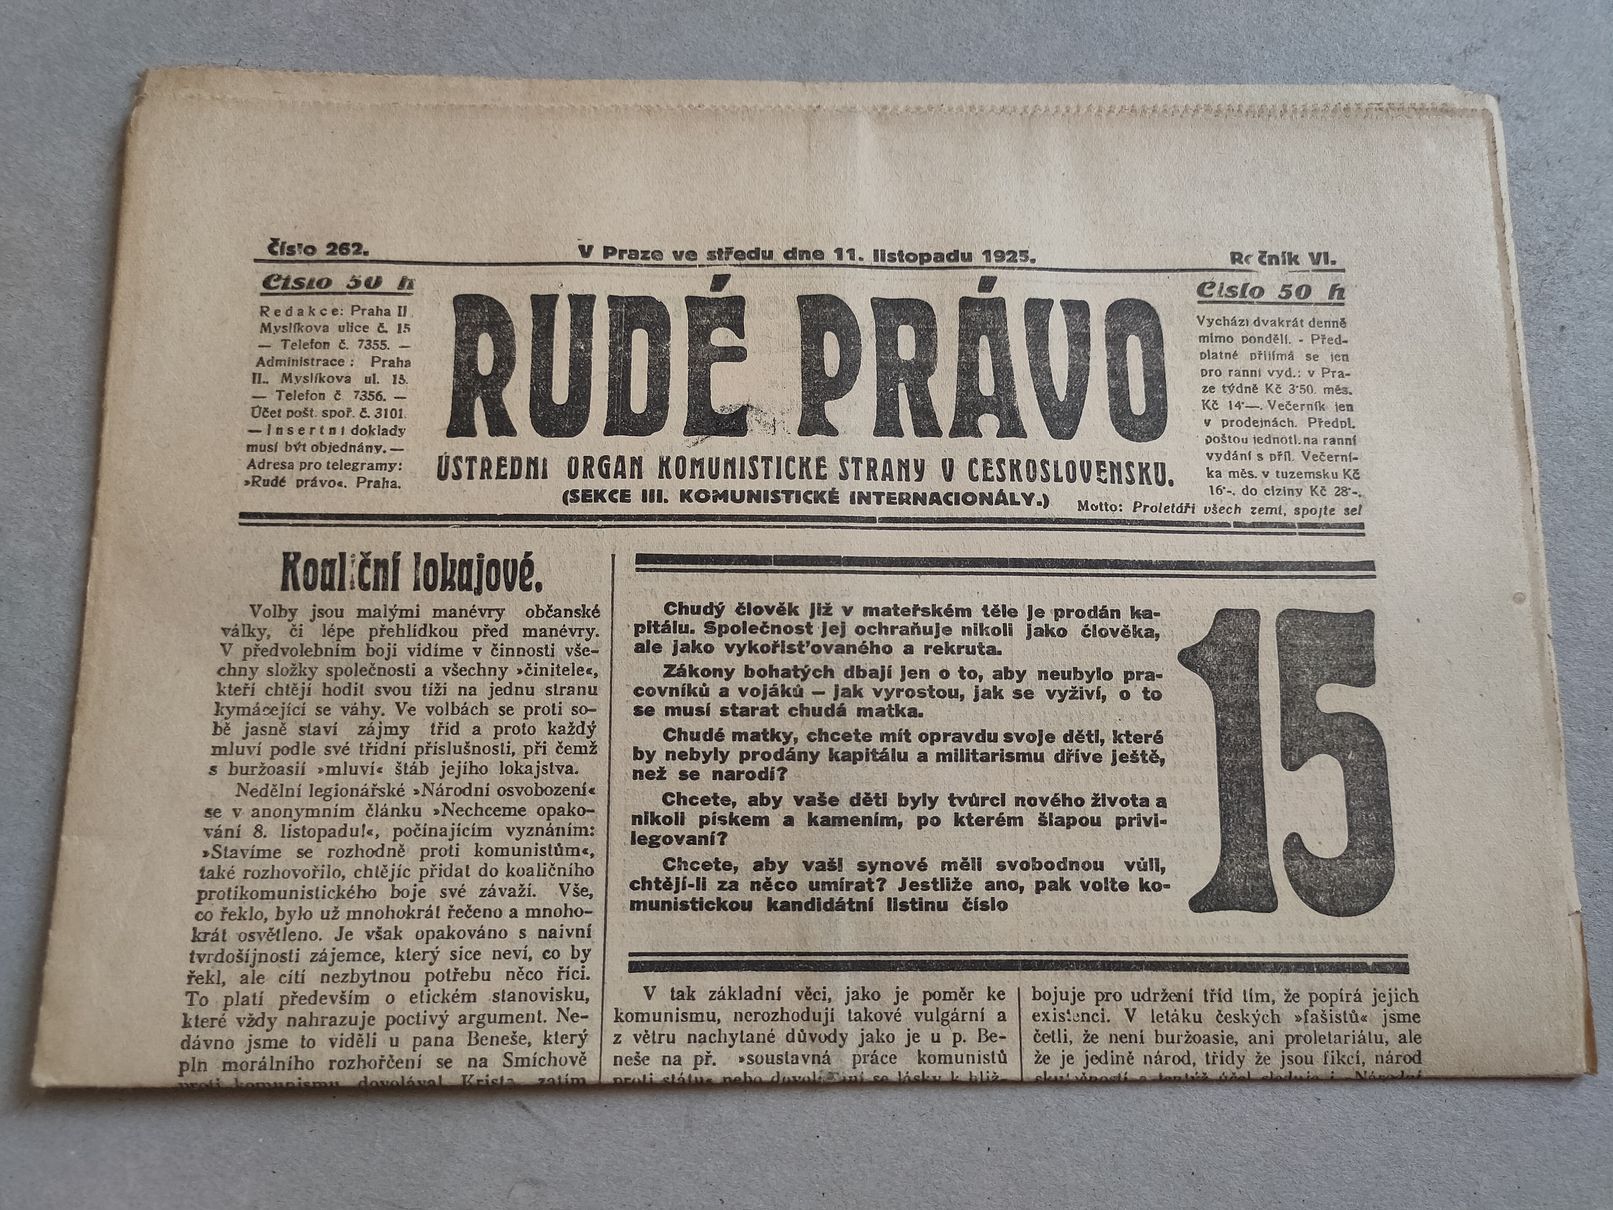 Číslo 262.
V Praze ve středu dne 11. listopadu 1925.
Ročník VI.
Číslo 50 h
Redakce: Praha II
Myslíkova ulice č. 15
— Telefon č. 7355. —
Administrace: Praha
II., Myslíkova ul. 15.
— Telefon č 7356. —
Účet pošt. spoř. č. 3101.
— Insertní doklady
musí být objednány. —
Adresa pro telegramy:
»Rudé právo«, Praha.
RUDÉ PRÁVO
ÚSTŘEDNÍ ORGÁN KOMUNISTICKÉ STRANY V ČESKOSLOVENSKU.
(SEKCE III. KOMUNISTICKÉ INTERNACIONÁLY.)
Motto: Proletáři všech zemí, spojte se!
Číslo 50 h
Vychází dvakrát denně
mimo pondělí. - Před-
platné přijímá se jen
pro ranní vyd.: v Pra-
ze týdně Kč 3·50. měs.
Kč 14·—. Večerník jen
v prodejnách. Předpl.
poštou jednotl. na ranní
vydání s příl. Večerní-
ka měs. v tuzemsku Kč
16·-, do ciziny Kč 28·-.
Koaliční lokajové.
Volby jsou malými manévry občanské
války, či lépe přehlídkou před manévry.
V předvolebním boji vidíme v činnosti vše-
chny složky společnosti a všechny »činitele«,
kteří chtějí hodit svou tíži na jednu stranu
kymácející se váhy. Ve volbách se proti so-
bě jasně staví zájmy tříd a proto každý
mluví podle své třídní příslušnosti, při čemž
s buržoasií »mluví« štáb jejího lokajstva.
Nedělní legionářské »Národní osvobození«
se v anonymním článku »Nechceme opako-
vání 8. listopadu!«, počínajícím vyznáním:
»Stavíme se rozhodně proti komunistům«,
také rozhovořilo, chtějíc přidat do koaličního
protikomunistického boje své závaží. Vše,
co řeklo, bylo už mnohokrát řečeno a mnoho-
krát osvětleno. Je však opakováno s naivní
tvrdošíjností zájemce, který sice neví, co by
řekl, ale cítí nezbytnou potřebu něco říci.
To platí především o etickém stanovisku,
které vždy nahrazuje poctivý argument. Ne-
dávno jsme to viděli u pana Beneše, který
pln morálního rozhořčení se na Smíchově
proti komunismu dovolával Krista, zatím
Chudý člověk již v mateřském těle je prodán ka-
pitálu. Společnost jej ochraňuje nikoli jako člověka,
ale jako vykořisťovaného a rekruta.
Zákony bohatých dbají jen o to, aby neubylo pra-
covníků a vojáků — jak vyrostou, jak se vyživí, o to
se musí starat chudá matka.
Chudé matky, chcete mít opravdu svoje děti, které
by nebyly prodány kapitálu a militarismu dříve ještě,
než se narodí?
Chcete, aby vaše děti byly tvůrci nového života a
nikoli pískem a kamením, po kterém šlapou privi-
legovaní?
Chcete, aby vaši synové měli svobodnou vůli,
chtějí-li za něco umírat? Jestliže ano, pak volte ko-
munistickou kandidátní listinu číslo
15
V tak základní věci, jako je poměr ke
komunismu, nerozhodují takové vulgární a
z větru nachytané důvody jako je u p. Be-
neše na př. »soustavná práce komunistů
proti státu« nebo dovolávání se lásky k bliž-
bojuje pro udržení tříd tím, že popírá jejich
existenci. V letáku českých »fašistů« jsme
četli, že není buržoasie, ani proletariátu, ale
že je jedině národ, třídy že jsou fikcí, národ
skutečností a tentýž účel sleduje i »Národní